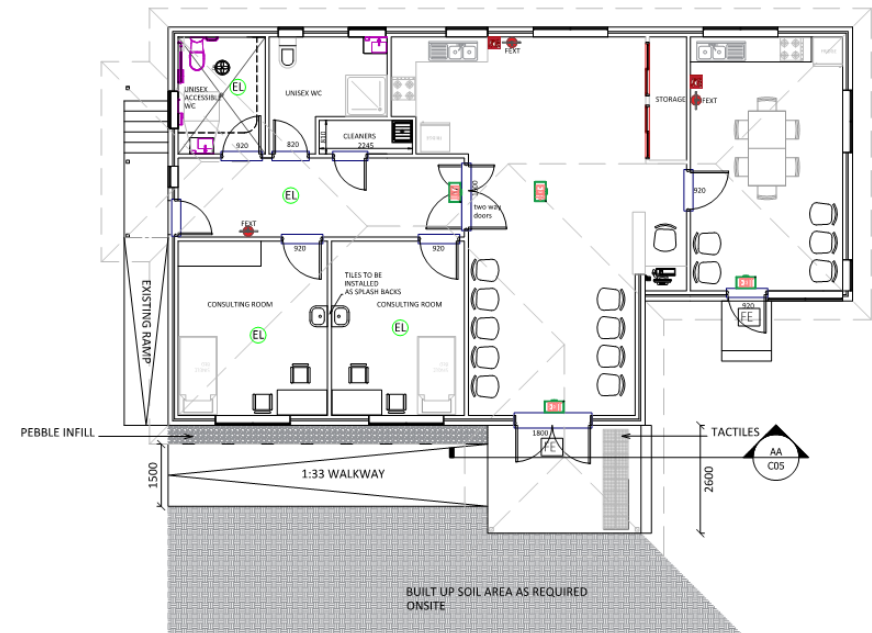 FEXT
UNISEX
ACCESSIBLE
WC
EL
UNISEX WC
STORAGE
FEXT
CLEANERS
2245
810
920
820
EL
920
two way
doors
FEXT
920
920
TILES TO BE
INSTALLED
AS SPLASH BACKS
CONSULTING ROOM
CONSULTING ROOM
EL
EL
EXISTING RAMP
920
FE
PEBBLE INFILL
1800
FE
TACTILES
AA
C05
1500
1:33 WALKWAY
2600
BUILT UP SOIL AREA AS REQUIRED
ONSITE